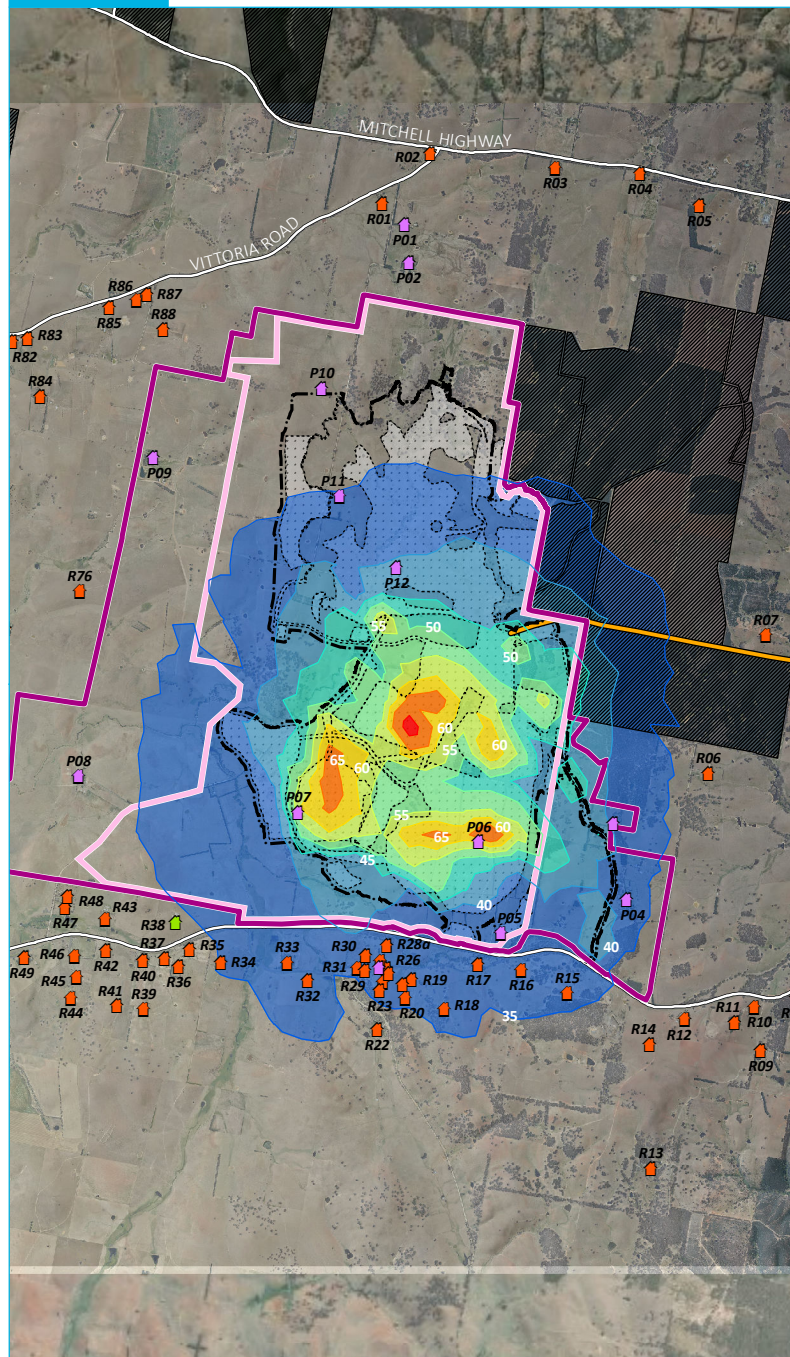 MITCHELL HIGHWAY
R02
R03
R04
R01
R05
P01
VITTORIA ROAD
P02
R86
R87
R85
R88
R83
R82
P10
R84
P09
P11
P12
R76
55
50
R07
50
60
55
60
R06
65
60
P08
P07
55
P06
60
65
45
40
P04
R48
R47
R43
R38
P05
40
R28a
R30
R35
R37
R33
R46
R42
R49
R40
R36
R34
R31
R26
R17
R16
R45
R29
R32
R19
R15
R44
R41
R39
R23
R20
R18
35
R22
R14
R12
R11
R10
R
R09
R13